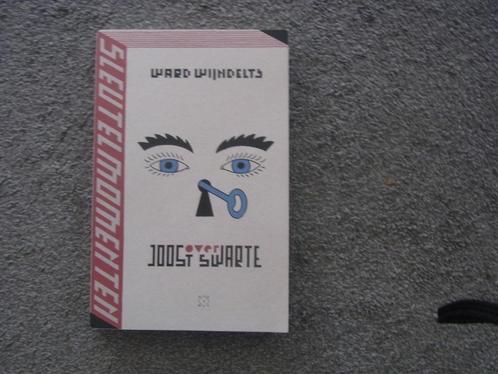 SLEUTELMOMENTEN
WARD WIJNDELTS
over
JOOST SWARTE